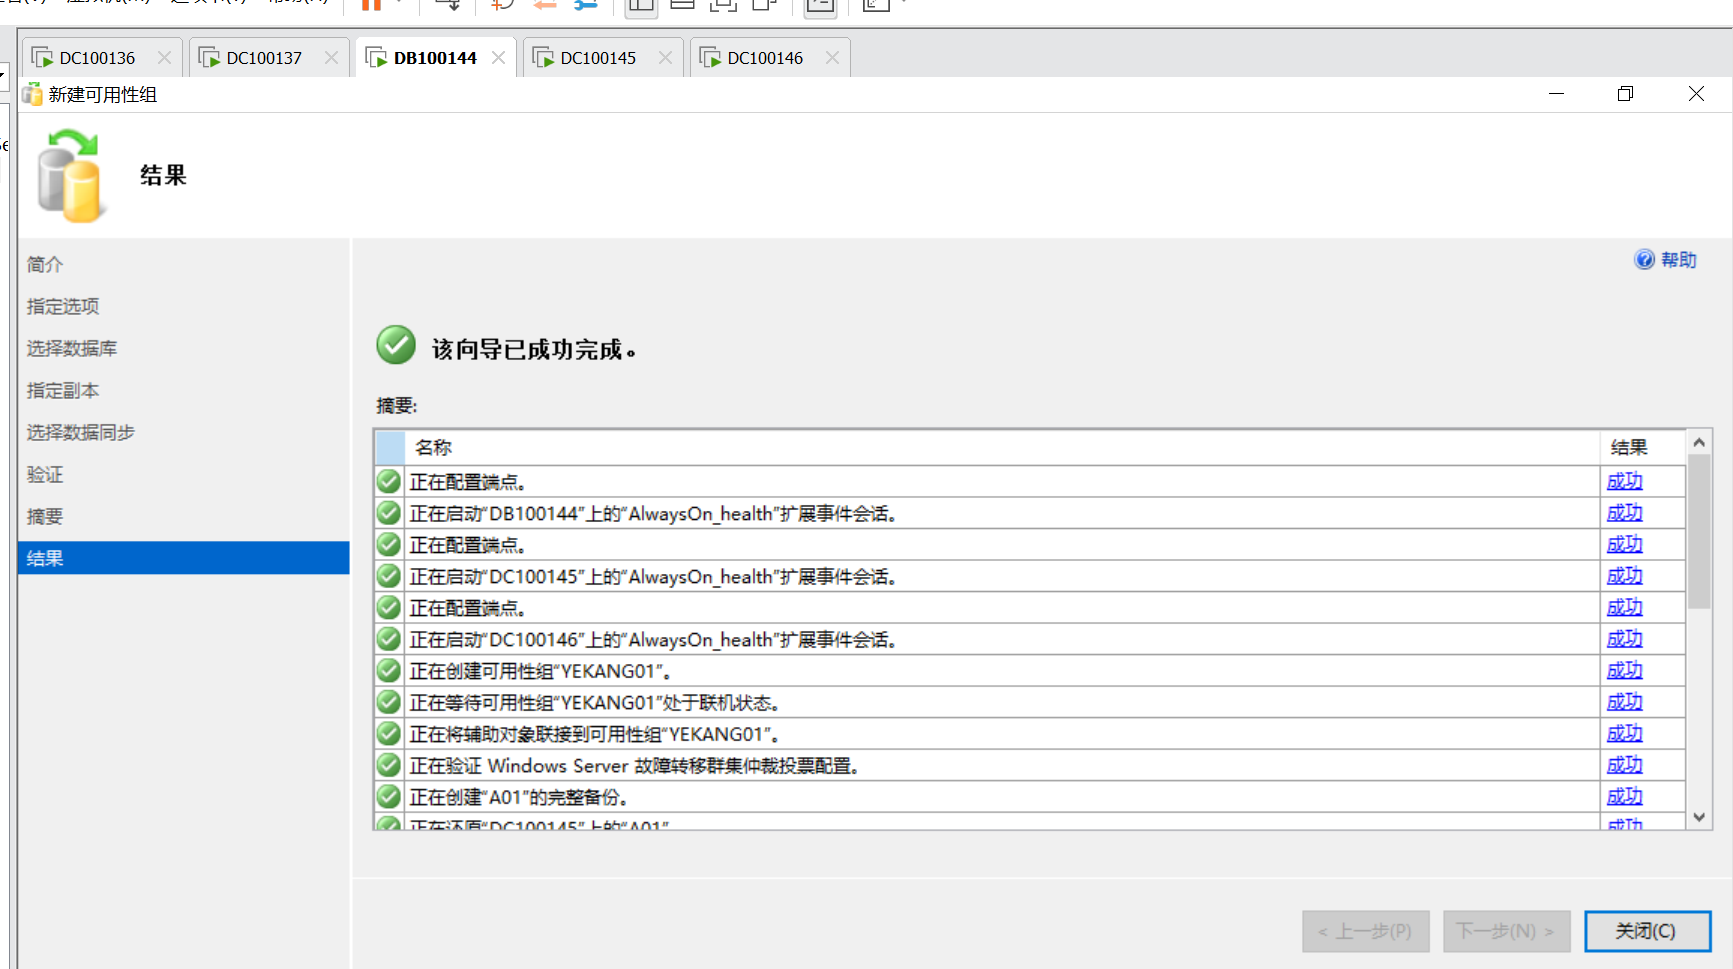 DC100136
DC100137
DB100144
DC100145
DC100146
新建可用性组
结果
简介
指定选项
选择数据库
指定副本
选择数据同步
验证
摘要
结果
帮助
该向导已成功完成。
摘要:
名称 结果
正在配置端点。 成功
正在启动“DB100144”上的“AlwaysOn_health”扩展事件会话。 成功
正在配置端点。 成功
正在启动“DC100145”上的“AlwaysOn_health”扩展事件会话。 成功
正在配置端点。 成功
正在启动“DC100146”上的“AlwaysOn_health”扩展事件会话。 成功
正在创建可用性组“YEKANG01”。 成功
正在等待可用性组“YEKANG01”处于联机状态。 成功
正在将辅助对象联接到可用性组“YEKANG01”。 成功
正在验证 Windows Server 故障转移群集仲裁投票配置。 成功
正在创建“A01”的完整备份。 成功
正在还原“DC100145”上的“A01” 成功
< 上一步(P) 下一步(N) > 关闭(C)